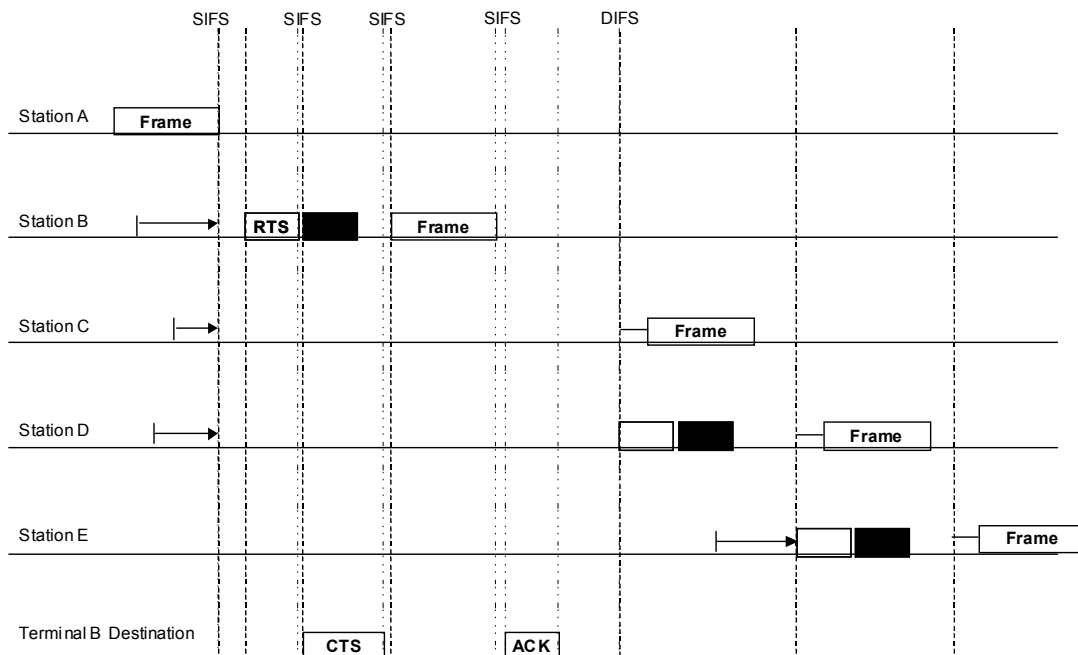 SIFS SIFS SIFS SIFS DIFS
Station A
Frame
Station B
RTS Frame
Station C
Frame
Station D
Frame
Station E
Frame
Terminal B Destination
CTS ACK